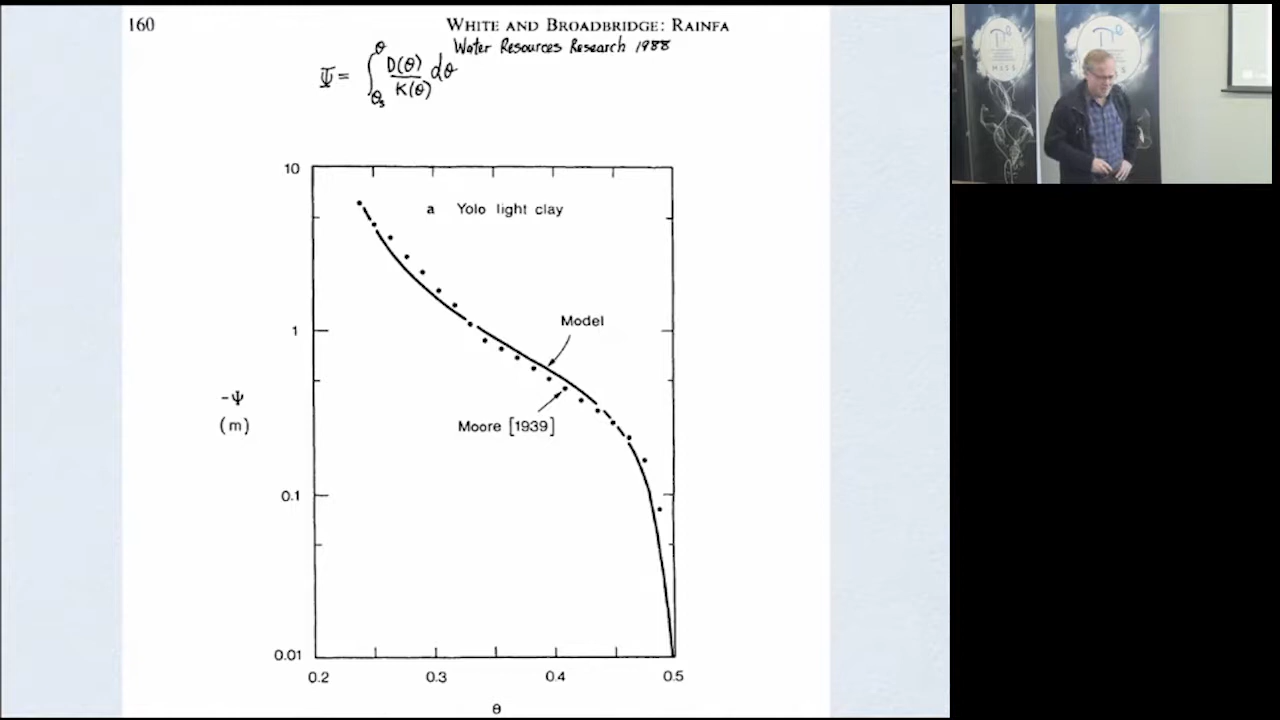 160
WHITE AND BROADBRIDGE: RAINFA
Water Resources Research 1988
Ψ = ∫_{θs}^{θ} D(θ)/K(θ) dθ
10
a Yolo light clay
1
Model
-Ψ
(m)
Moore [1939]
0.1
0.01
0.2 0.3 0.4 0.5
θ